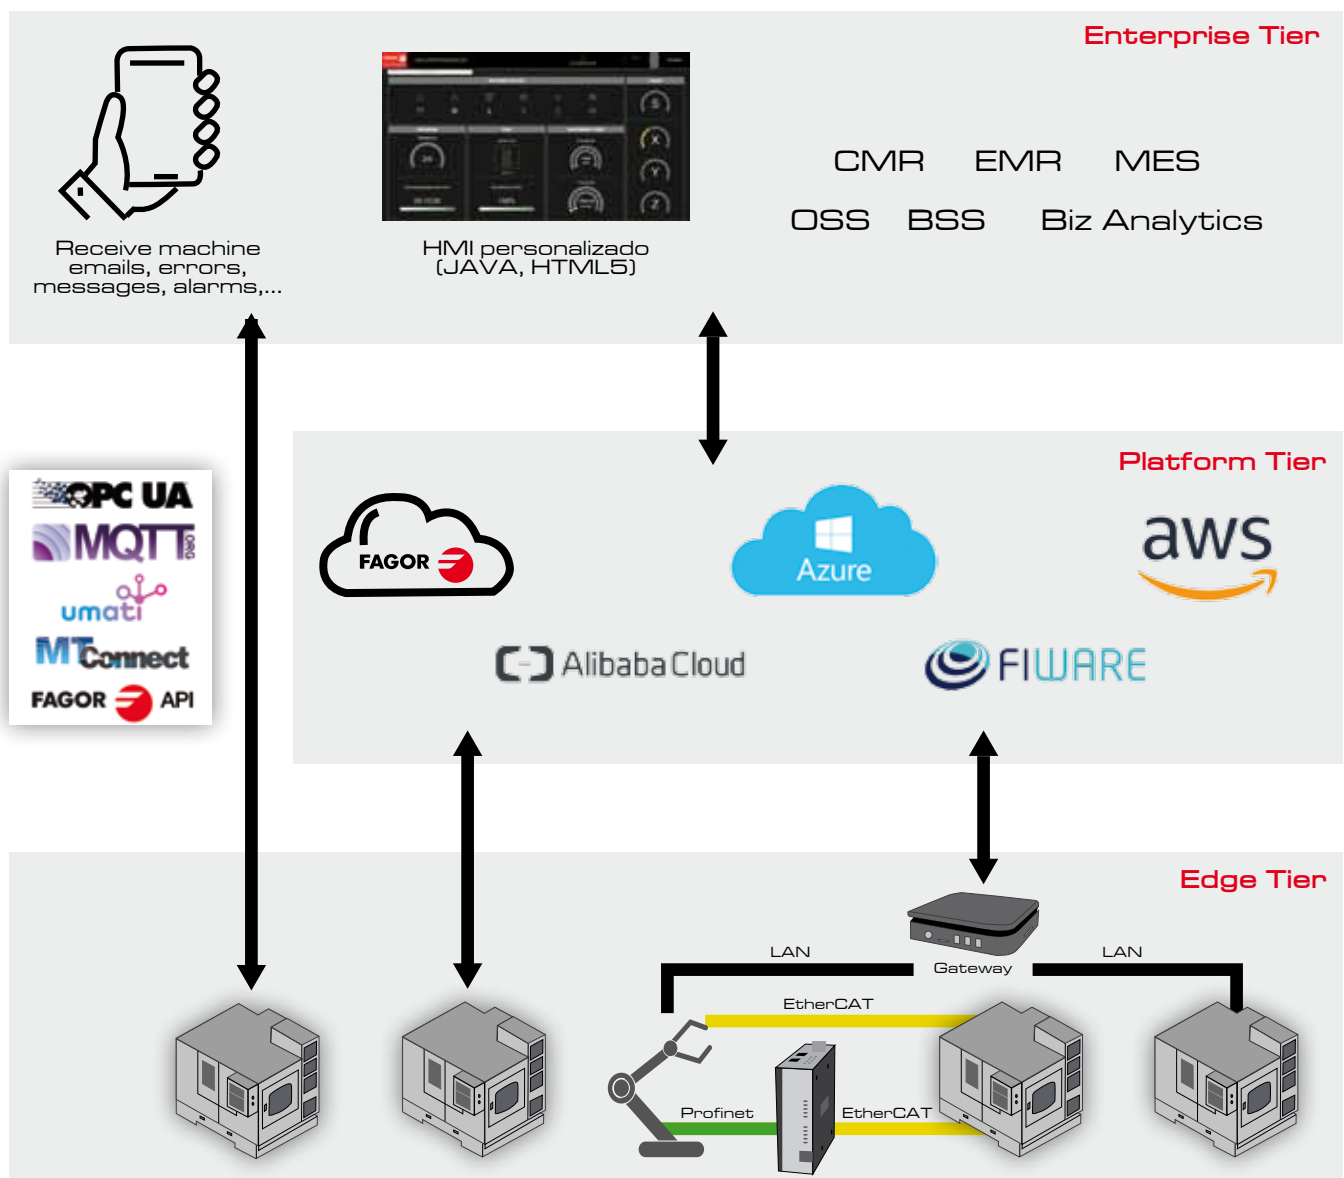 Enterprise Tier
CMR EMR MES
OSS BSS Biz Analytics
Receive machine
emails, errors,
messages, alarms,...
HMI personalizado
(JAVA, HTML5)
Platform Tier
OPC UA
MQTT.ORG
umati
MTConnect
FAGOR API
FAGOR
Azure
aws
Alibaba Cloud
FIWARE
Edge Tier
LAN
Gateway
LAN
EtherCAT
Profinet
EtherCAT